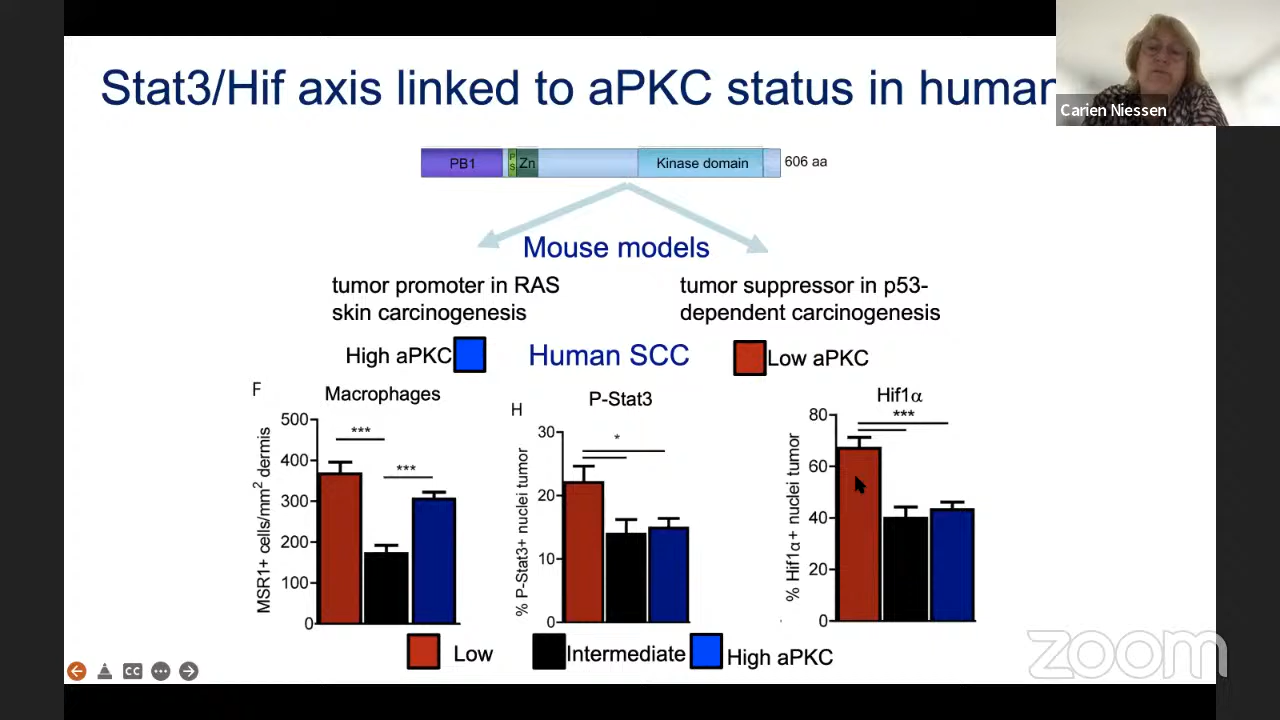 Stat3/Hif axis linked to aPKC status in human
Carien Niessen
PB1
PS
Zn
Kinase domain
606 aa
Mouse models
tumor promoter in RAS
skin carcinogenesis
tumor suppressor in p53-
dependent carcinogenesis
High aPKC
Human SCC
Low aPKC
F
Macrophages
MSR1+ cells/mm2 dermis
500
400
300
200
100
0
***
***
H
P-Stat3
% P-Stat3+ nuclei tumor
30
20
10
0
*
Hif1α
% Hif1α+ nuclei tumor
80
60
40
20
0
***
Low
Intermediate
High aPKC
CC
zoom